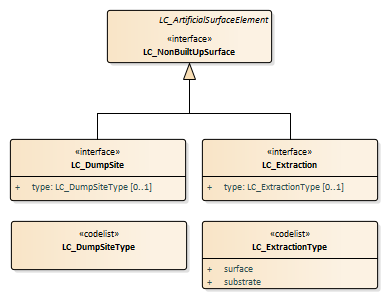 LC_ArtificialSurfaceElement
«interface»
LC_NonBuiltUpSurface
«interface»
LC_DumpSite
+ type: LC_DumpSiteType [0..1]
«interface»
LC_Extraction
+ type: LC_ExtractionType [0..1]
«codelist»
LC_DumpSiteType
«codelist»
LC_ExtractionType
+ surface
+ substrate